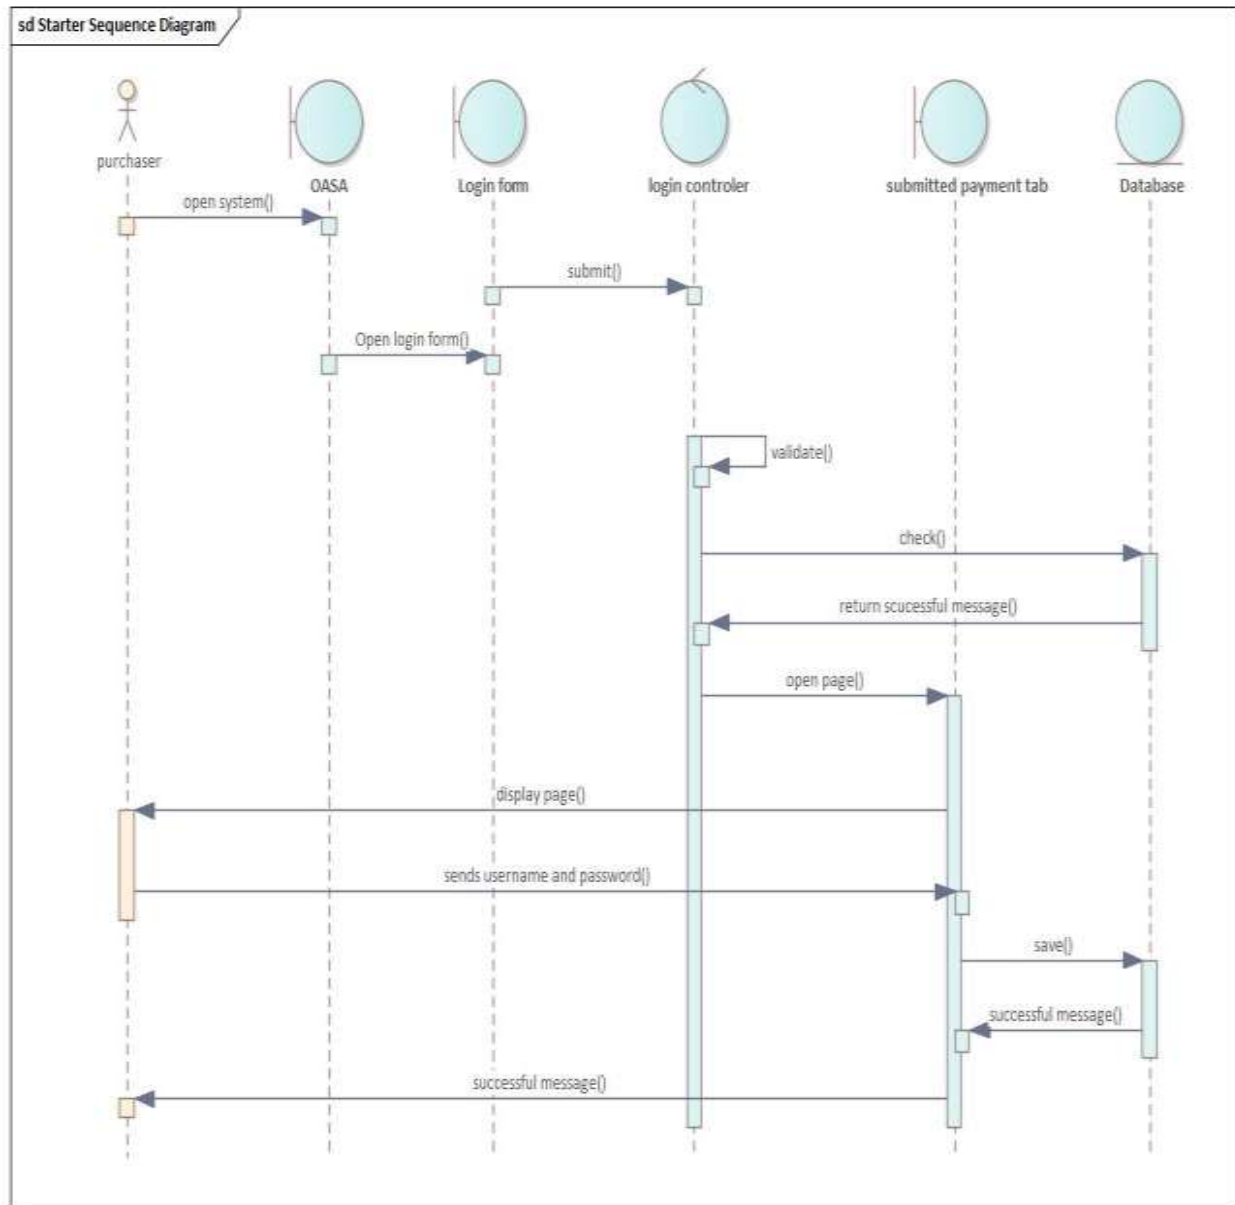 sd Starter Sequence Diagram
purchaser
OASA
Login form
login controler
submitted payment tab
Database
open system()
submit()
Open login form()
validate()
check()
return scucessful message()
open page()
display page()
sends username and password()
save()
successful message()
successful message()